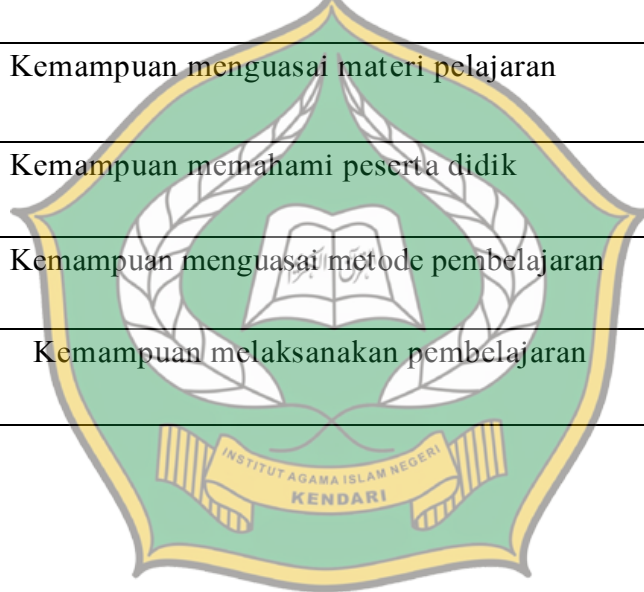 Kemampuan menguasai materi pelajaran
Kemampuan memahami peserta didik
Kemampuan menguasai metode pembelajaran
Kemampuan melaksanakan pembelajaran
INSTITUT AGAMA ISLAM NEGERI
KENDARI